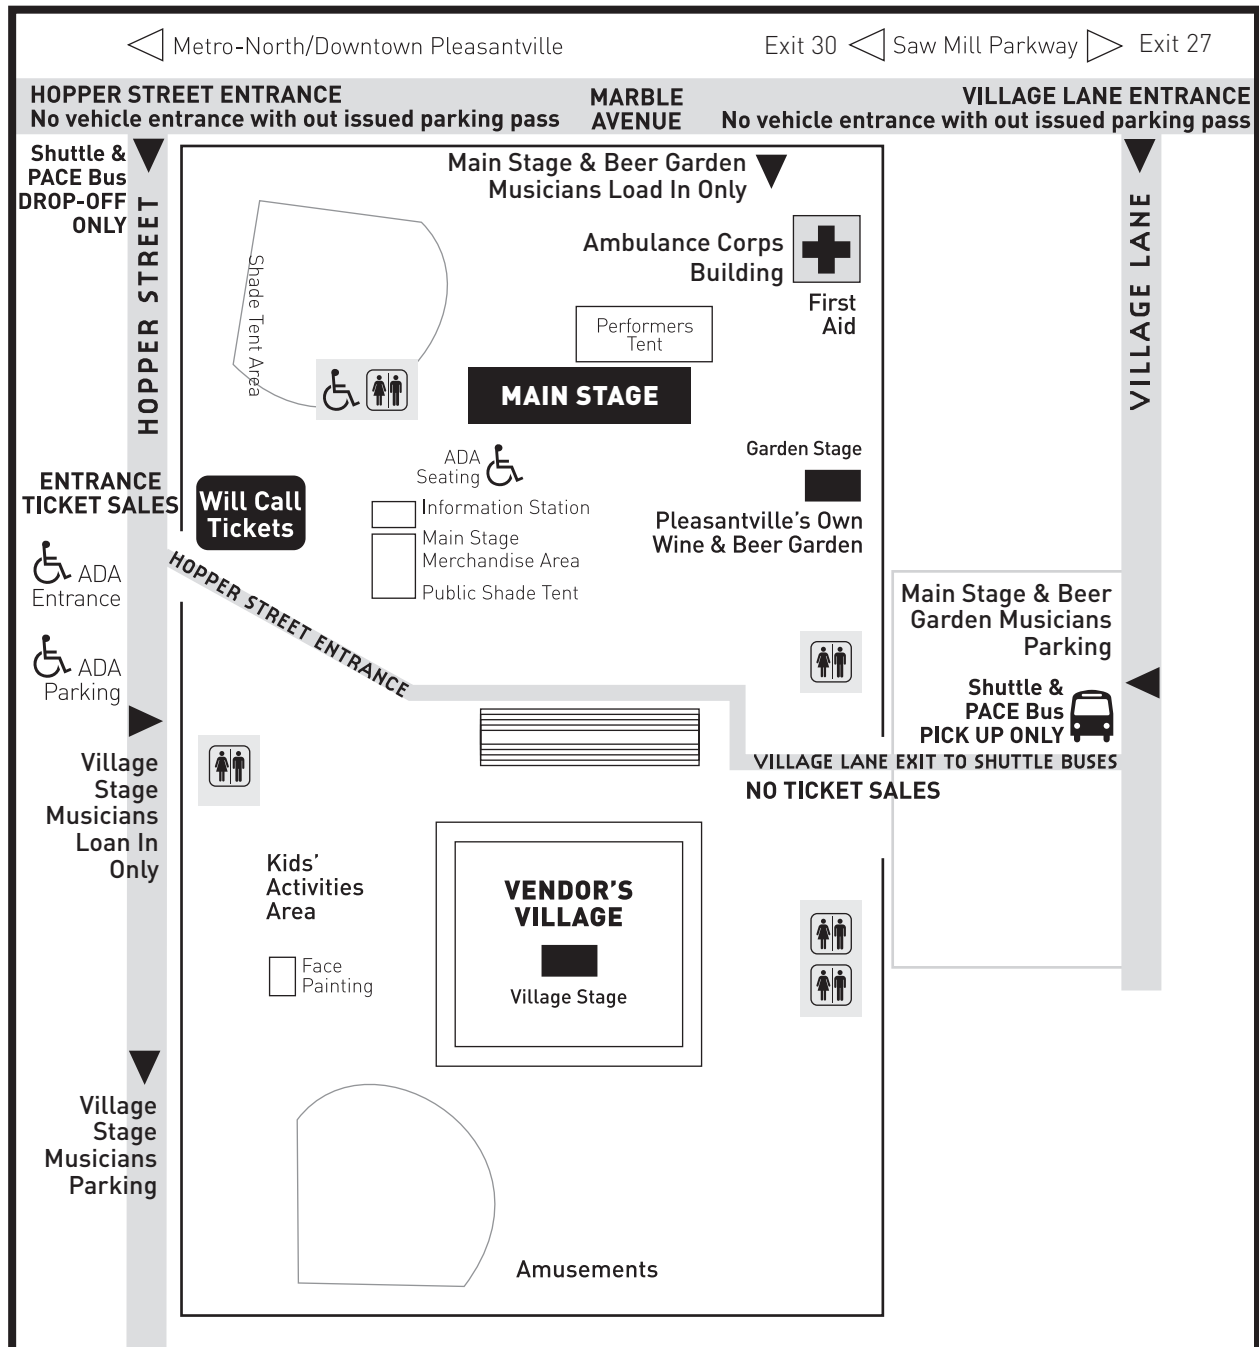 Metro-North/Downtown Pleasantville
Exit 30
Saw Mill Parkway
Exit 27
HOPPER STREET ENTRANCE
No vehicle entrance with out issued parking pass
MARBLE
AVENUE
VILLAGE LANE ENTRANCE
No vehicle entrance with out issued parking pass
Shuttle &
PACE Bus
DROP-OFF
ONLY
HOPPER STREET
Main Stage & Beer Garden
Musicians Load In Only
VILLAGE LANE
Shade Tent Area
Ambulance Corps
Building
First
Aid
Performers
Tent
MAIN STAGE
ENTRANCE
TICKET SALES
Will Call
Tickets
ADA
Seating
Information Station
Main Stage
Merchandise Area
Public Shade Tent
Garden Stage
Pleasantville's Own
Wine & Beer Garden
ADA
Entrance
HOPPER STREET ENTRANCE
ADA
Parking
Main Stage & Beer
Garden Musicians
Parking
Shuttle &
PACE Bus
PICK UP ONLY
VILLAGE LANE EXIT TO SHUTTLE BUSES
NO TICKET SALES
Village
Stage
Musicians
Loan In
Only
Kids'
Activities
Area
Face
Painting
VENDOR'S
VILLAGE
Village Stage
Village
Stage
Musicians
Parking
Amusements